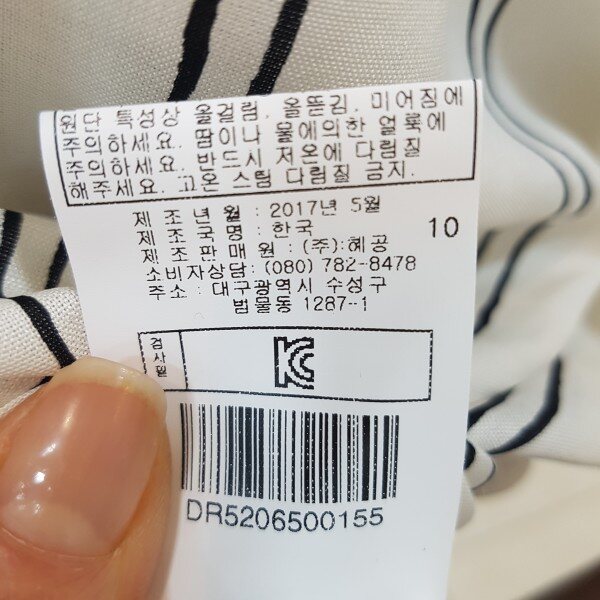 원단 특성상 올걸림, 올뜯김, 미어짐에
주의하세요. 땀이나 물에의한 얼룩에
주의하세요. 반드시 저온에 다림질
해주세요. 고온 스팀 다림질 금지.
제 조 년 월 : 2017년 5월
제 조 국 명 : 한국 10
제 조 판 매 원 : (주)혜공
소비자상담: (080) 782-8478
주소 : 대구광역시 수성구
범물동 1287-1
검사필
KC
DR5206500155